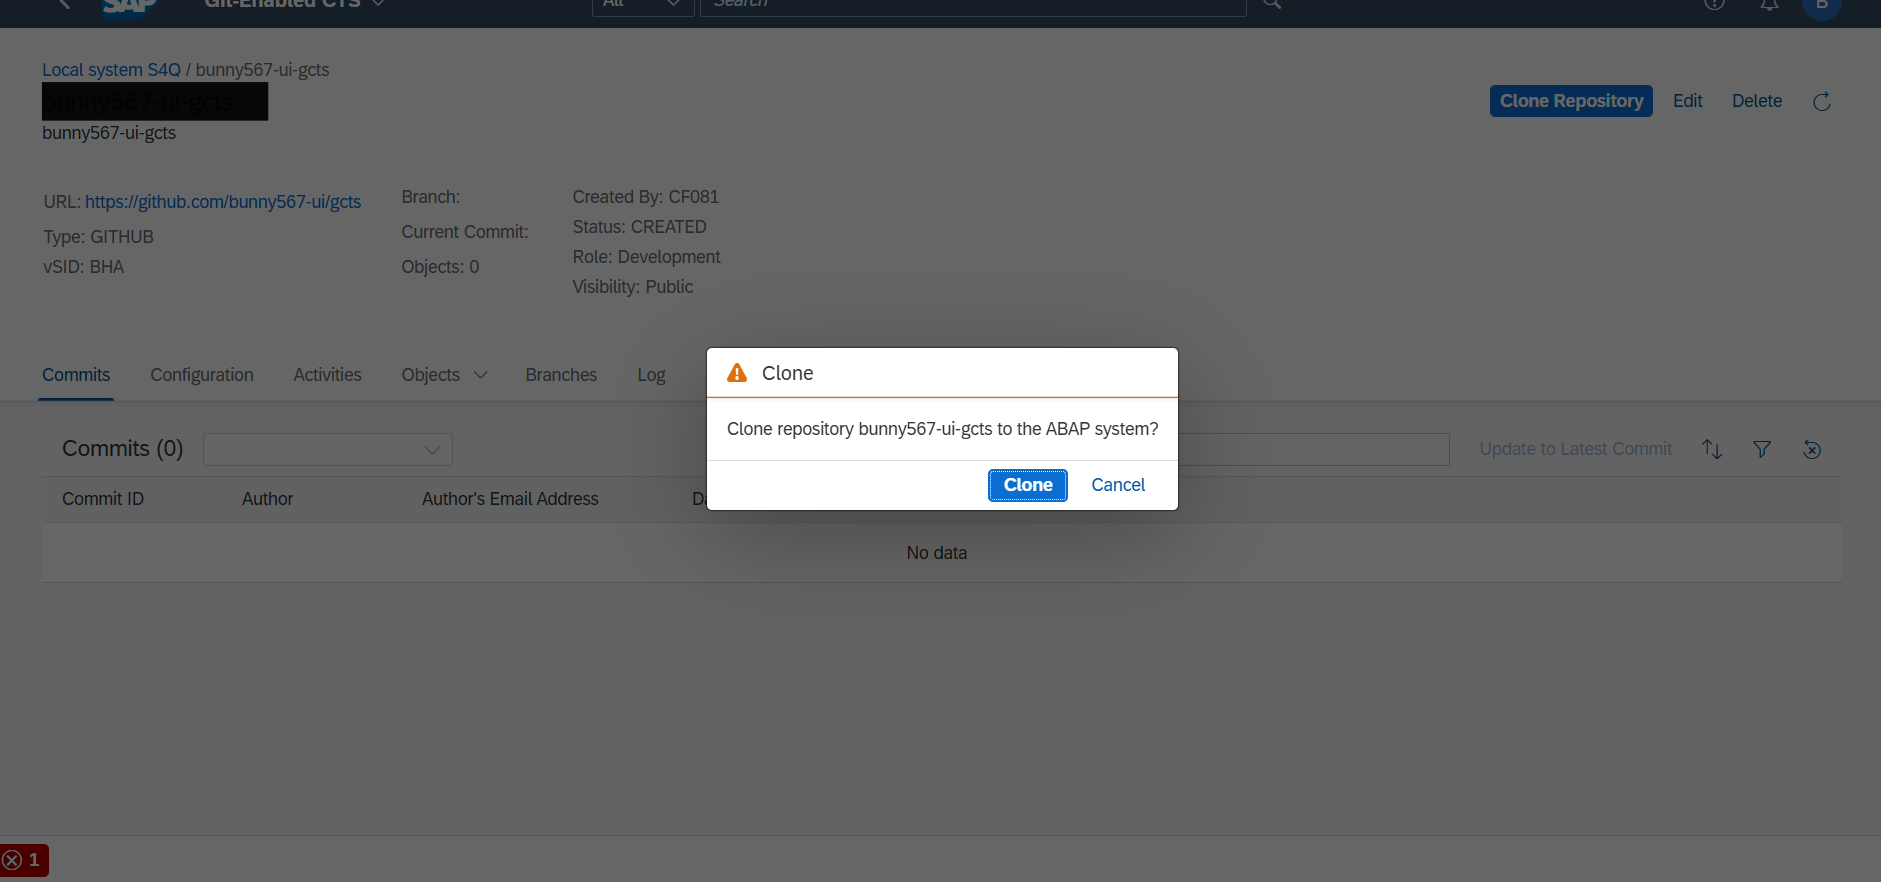 SAP Git-Enabled CTS All Search B
Local system S4Q / bunny567-ui-gcts
bunny567-ui-gcts
Clone Repository Edit Delete
bunny567-ui-gcts
URL: https://github.com/bunny567-ui/gcts
Type: GITHUB
vSID: BHA
Branch:
Current Commit:
Objects: 0
Created By: CF081
Status: CREATED
Role: Development
Visibility: Public
Commits Configuration Activities Objects Branches Log
Clone
Clone repository bunny567-ui-gcts to the ABAP system?
Clone Cancel
Commits (0) Update to Latest Commit
Commit ID Author Author's Email Address
No data
1